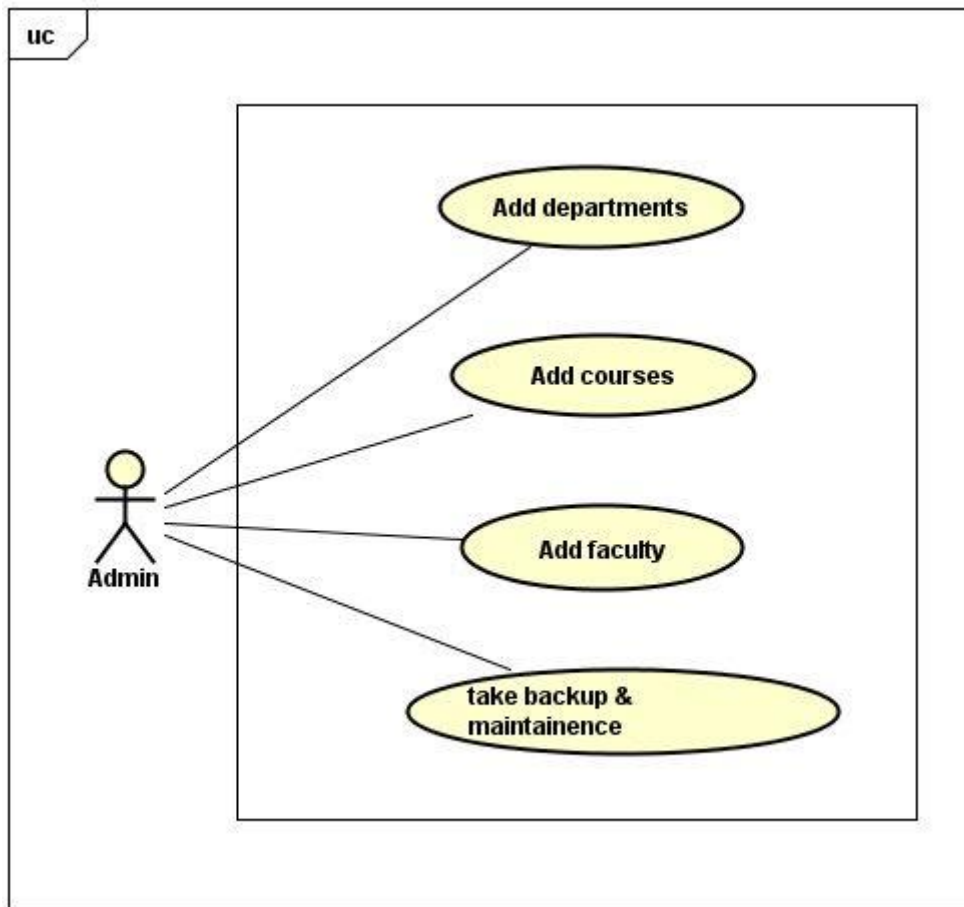 uc
Add departments
Add courses
Add faculty
Admin
take backup &
maintainence